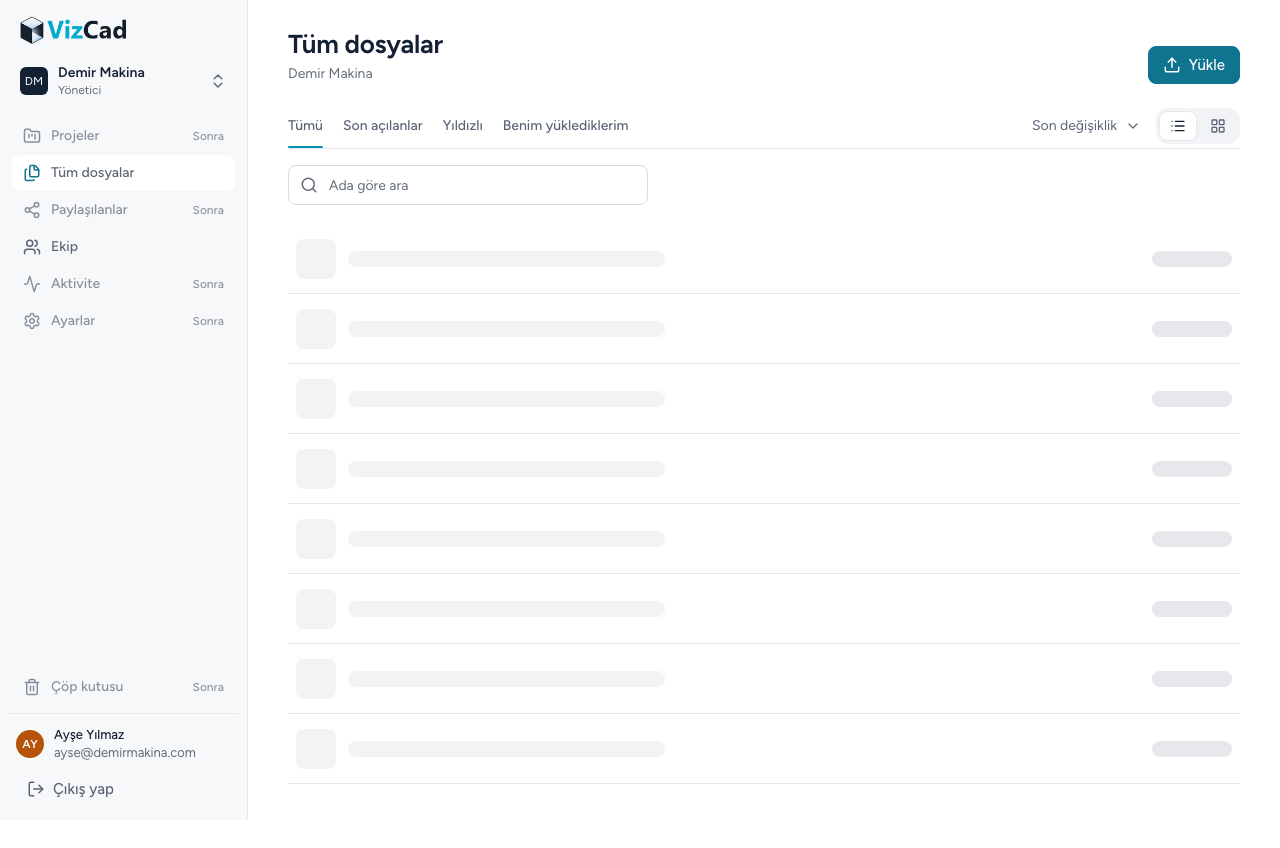 VizCad
DM
Demir Makina
Yönetici
Projeler Sonra
Tüm dosyalar
Paylaşılanlar Sonra
Ekip
Aktivite Sonra
Ayarlar Sonra
Çöp kutusu Sonra
AY
Ayşe Yılmaz
ayse@demirmakina.com
Çıkış yap
Tüm dosyalar
Demir Makina
Yükle
Tümü Son açılanlar Yıldızlı Benim yüklediklerim Son değişiklik
Ada göre ara